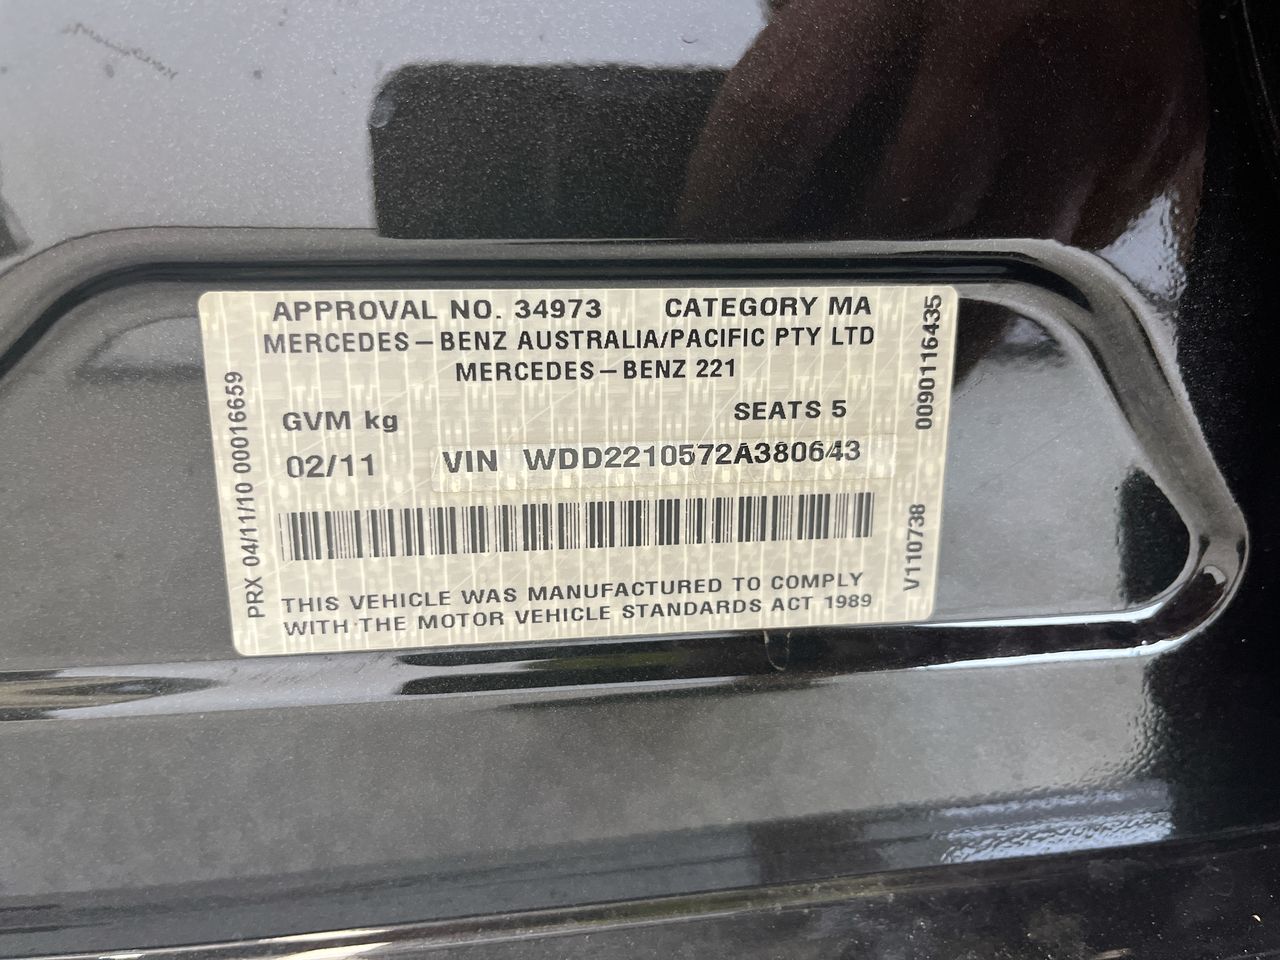 APPROVAL NO. 34973 CATEGORY MA
MERCEDES-BENZ AUSTRALIA/PACIFIC PTY LTD
MERCEDES-BENZ 221
GVM kg SEATS 5
02/11 VIN WDD2210572A380643
THIS VEHICLE WAS MANUFACTURED TO COMPLY
WITH THE MOTOR VEHICLE STANDARDS ACT 1989
PRX 04/11/10 00016659
0090116435
V110738